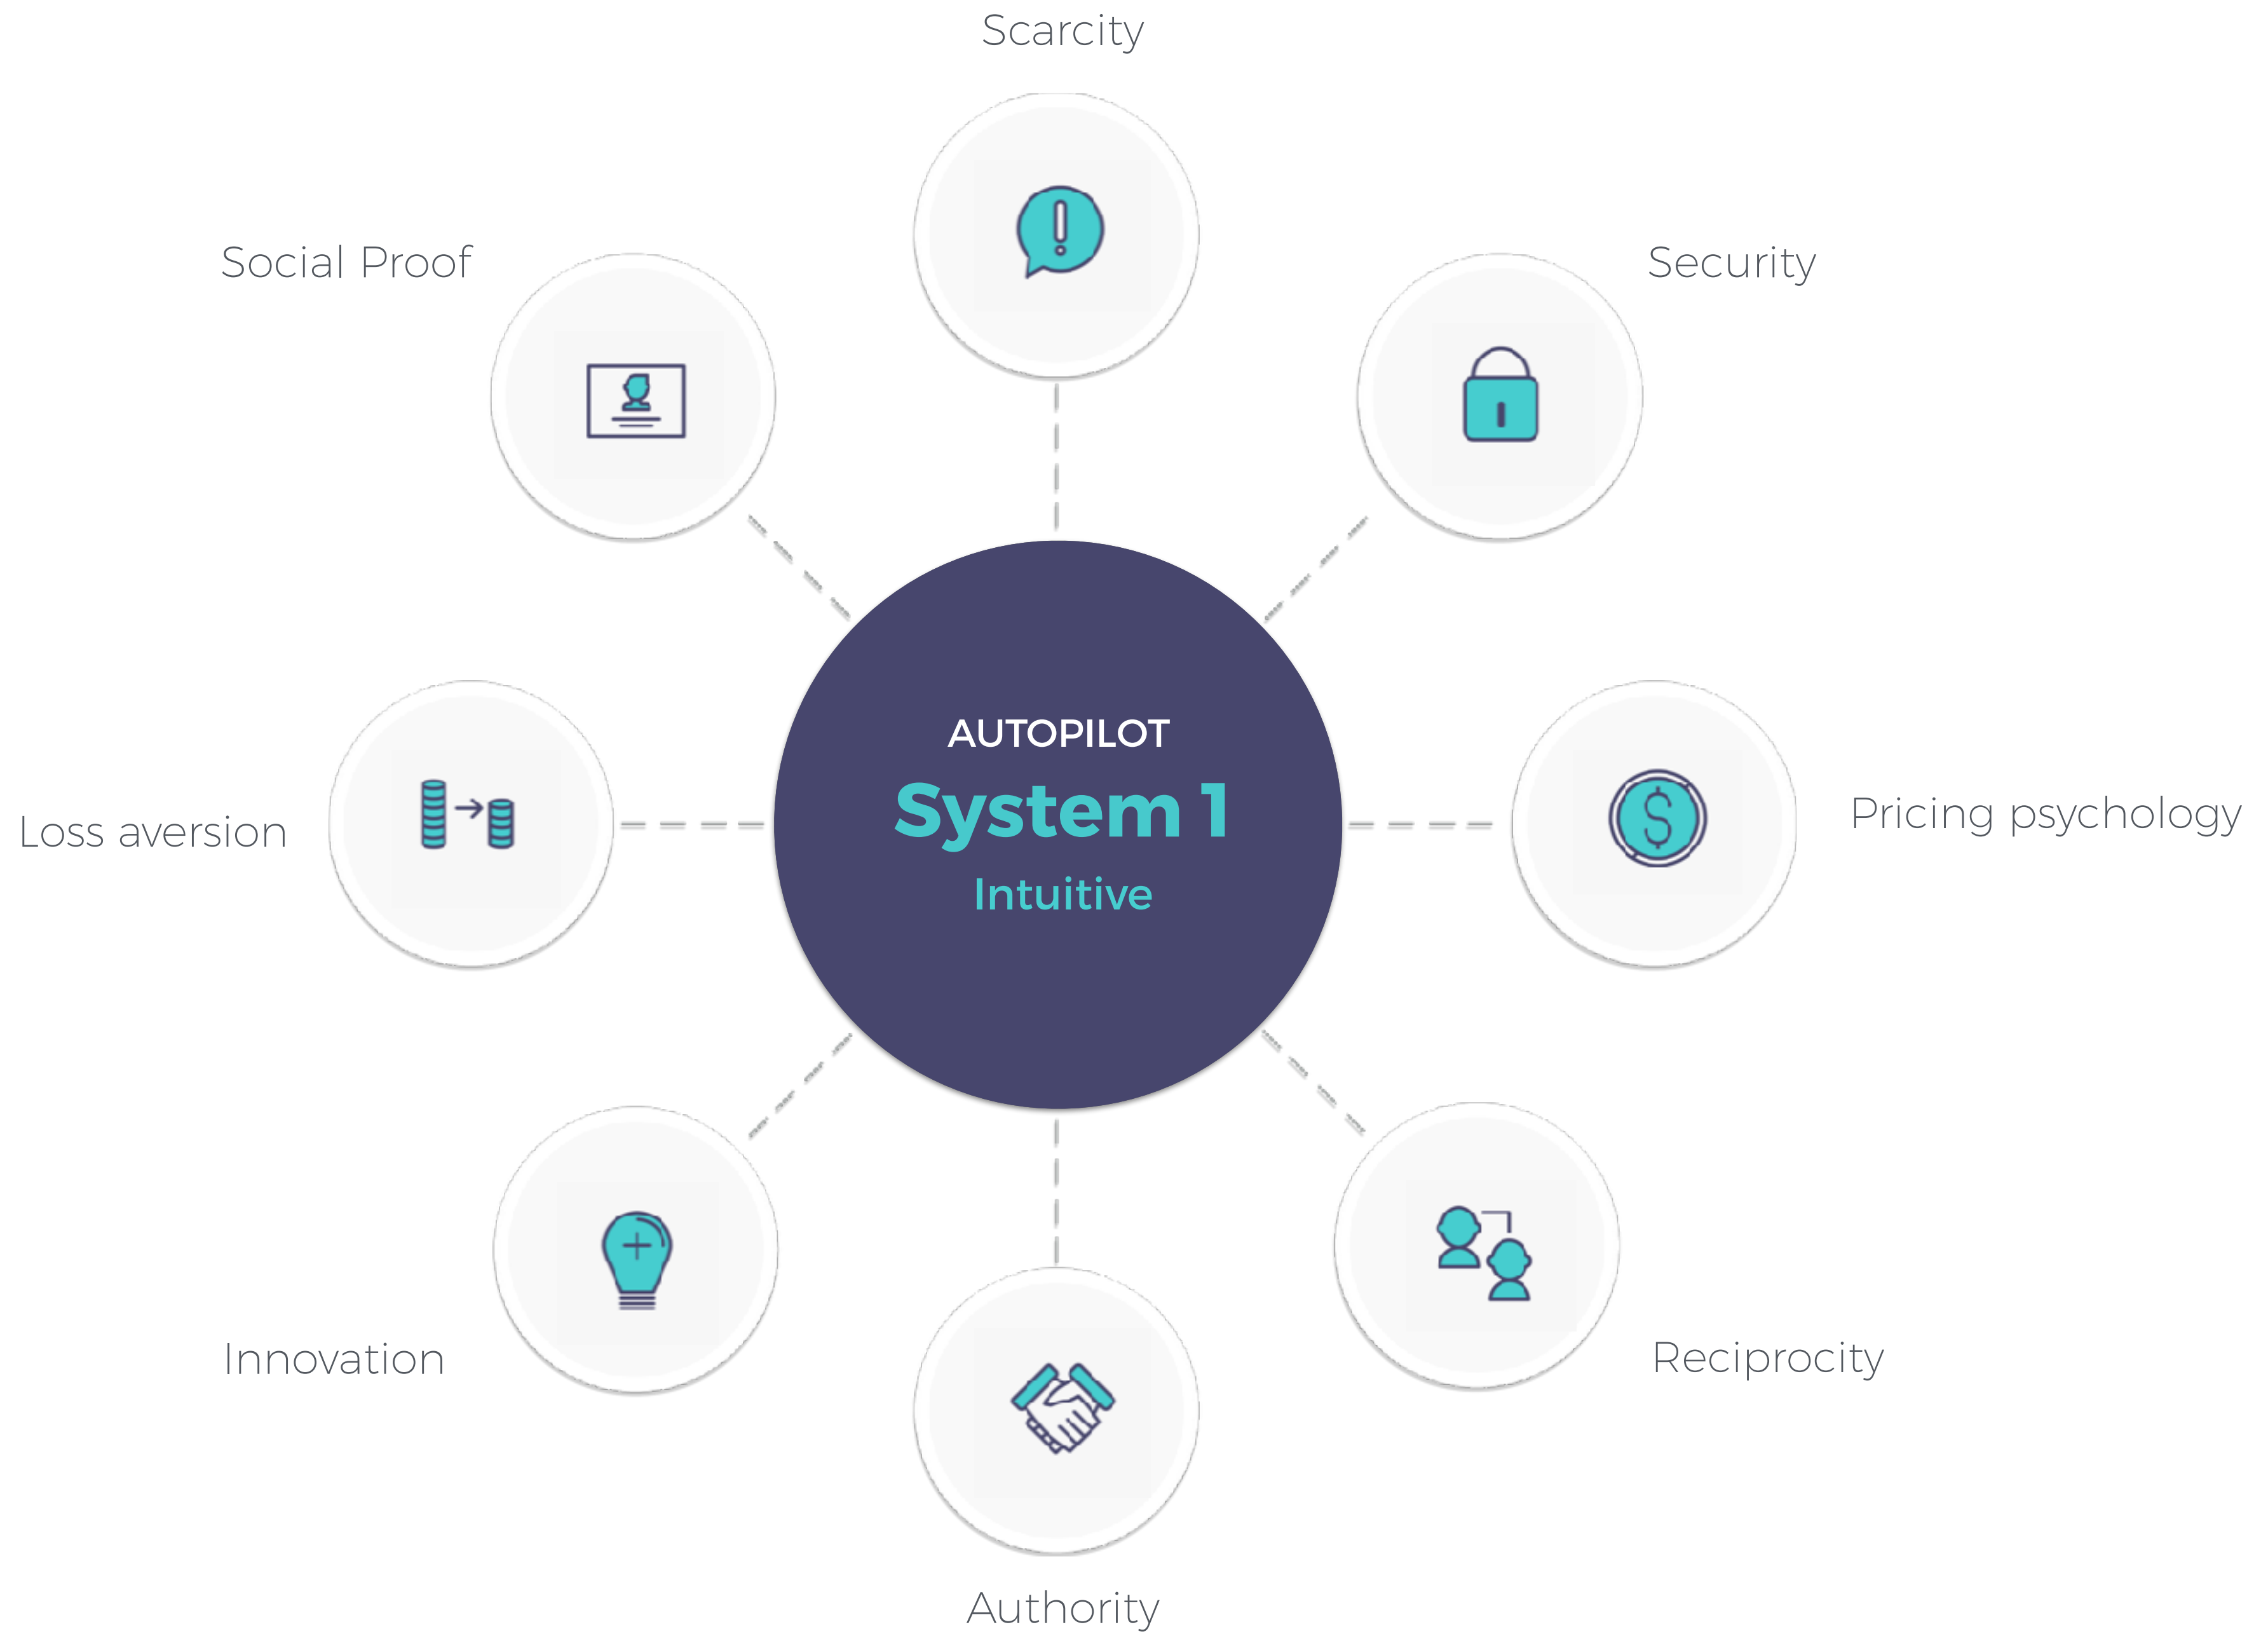 Scarcity
Social Proof
Security
AUTOPILOT
System 1
Intuitive
Loss aversion
Pricing psychology
Innovation
Reciprocity
Authority